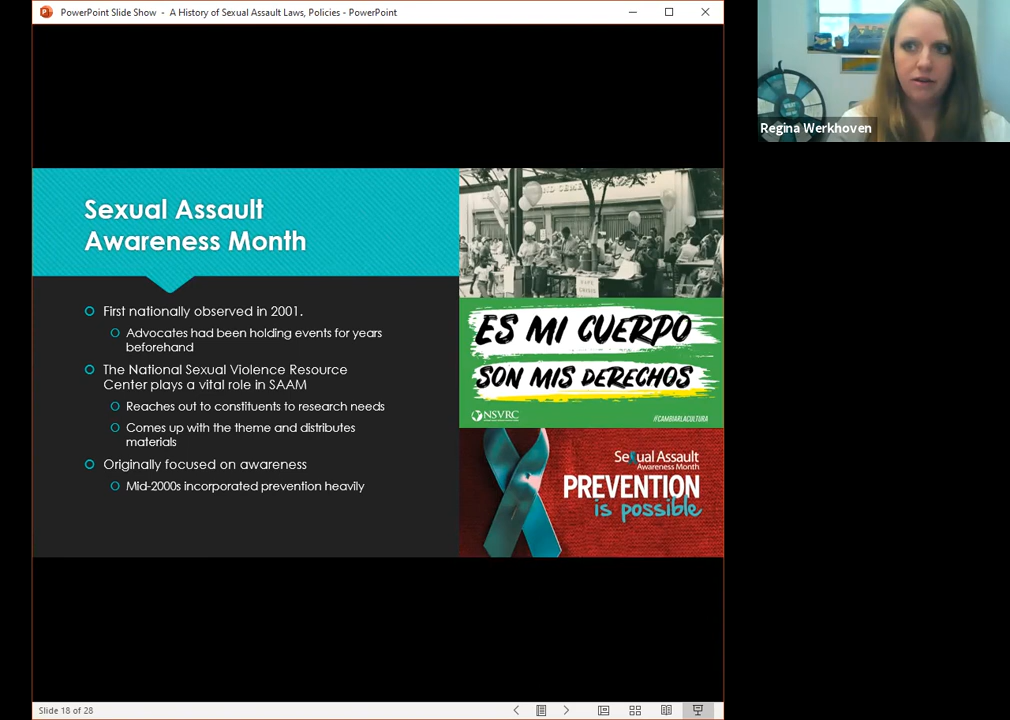 PowerPoint Slide Show - A History of Sexual Assault Laws, Policies - PowerPoint
Regina Werkhoven
Sexual Assault
Awareness Month
First nationally observed in 2001.
Advocates had been holding events for years
beforehand
The National Sexual Violence Resource
Center plays a vital role in SAAM
Reaches out to constituents to research needs
Comes up with the theme and distributes
materials
Originally focused on awareness
Mid-2000s incorporated prevention heavily
RAPE
CRISIS
ES MI CUERPO
SON MIS DERECHOS
NSVRC
#CAMBIARLACULTURA
Sexual Assault
Awareness Month
PREVENTION
is possible
Slide 18 of 28